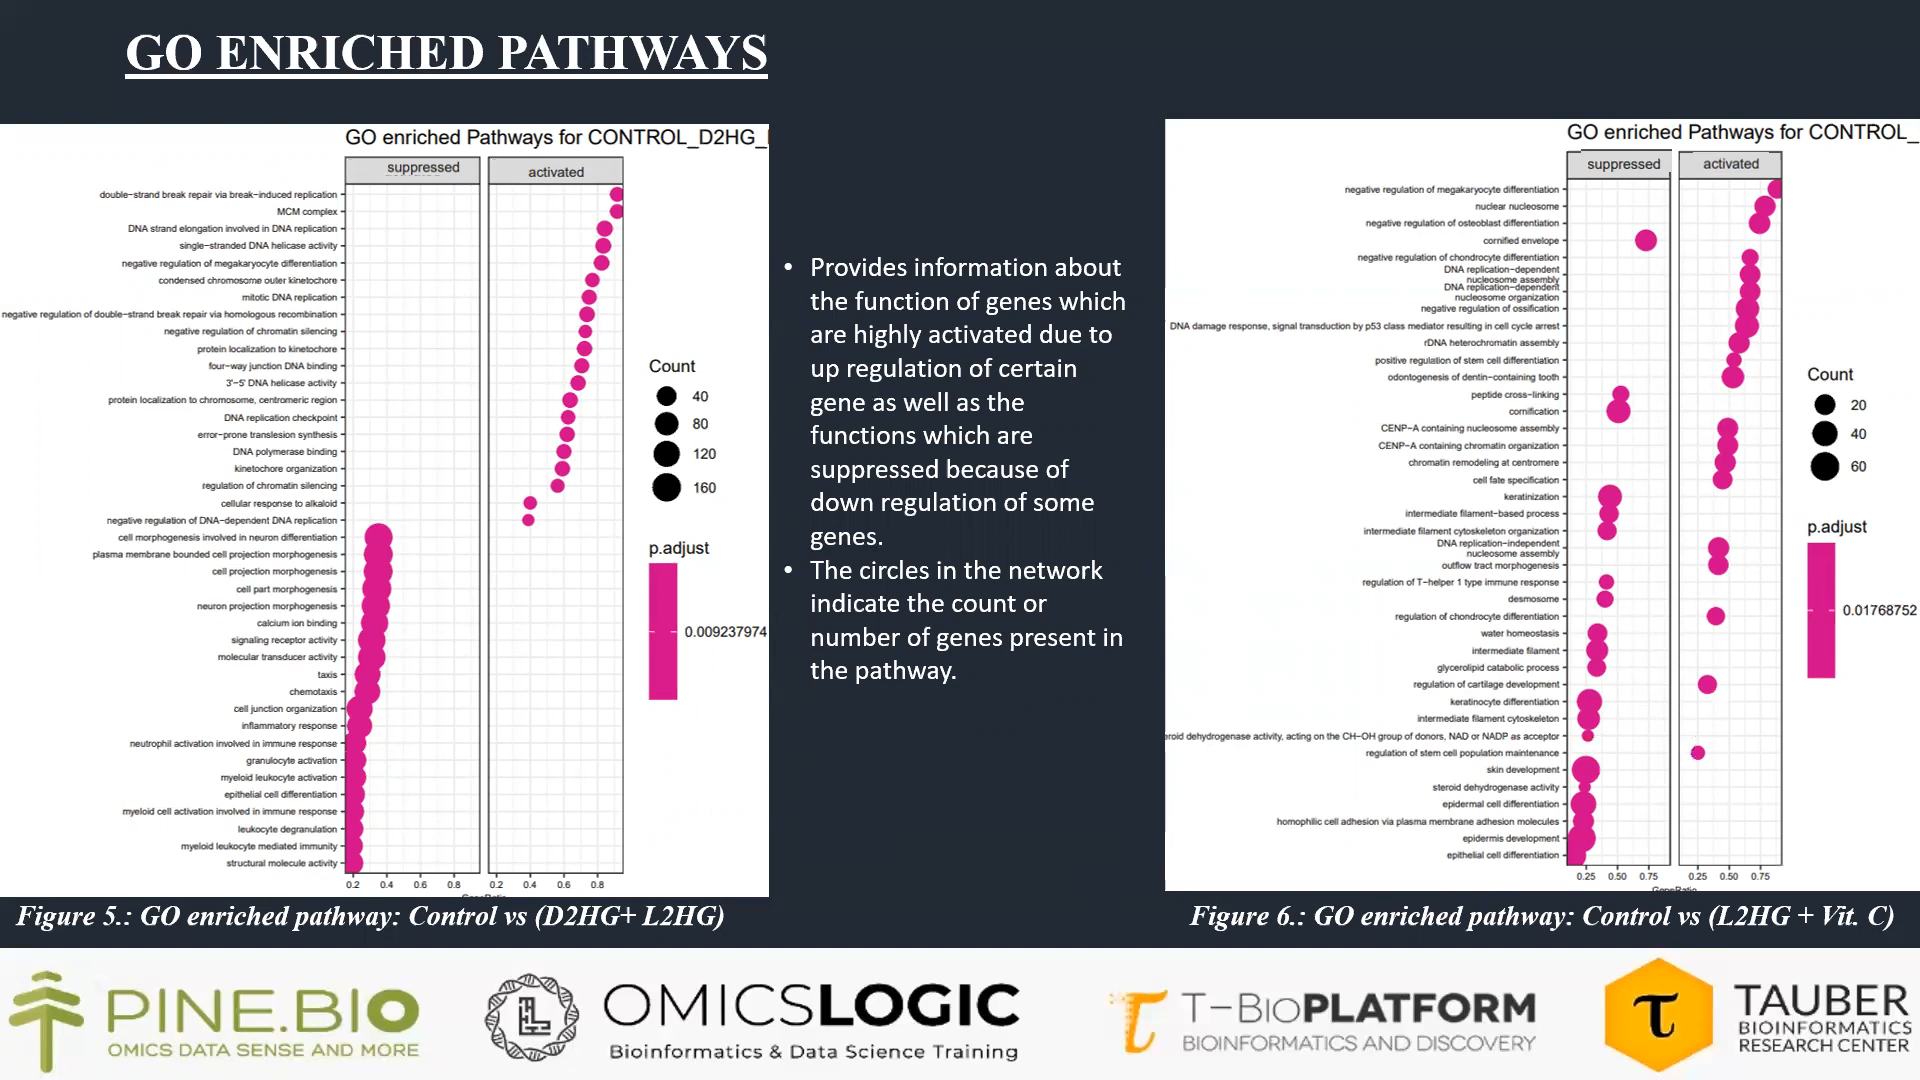 GO ENRICHED PATHWAYS
GO enriched Pathways for CONTROL_D2HG_
suppressed
activated
double-strand break repair via break-induced replication
MCM complex
DNA strand elongation involved in DNA replication
single-stranded DNA helicase activity
negative regulation of megakaryocyte differentiation
condensed chromosome outer kinetochore
mitotic DNA replication
negative regulation of double-strand break repair via homologous recombination
negative regulation of chromatin silencing
protein localization to kinetochore
four-way junction DNA binding
3'-5' DNA helicase activity
protein localization to chromosome, centromeric region
DNA replication checkpoint
error-prone translesion synthesis
DNA polymerase binding
kinetochore organization
regulation of chromatin silencing
cellular response to alkaloid
negative regulation of DNA-dependent DNA replication
cell morphogenesis involved in neuron differentiation
plasma membrane bounded cell projection morphogenesis
cell projection morphogenesis
cell part morphogenesis
neuron projection morphogenesis
calcium ion binding
signaling receptor activity
molecular transducer activity
taxis
chemotaxis
cell junction organization
inflammatory response
neutrophil activation involved in immune response
granulocyte activation
myeloid leukocyte activation
epithelial cell differentiation
myeloid cell activation involved in immune response
leukocyte degranulation
myeloid leukocyte mediated immunity
structural molecule activity
0.2 0.4 0.6 0.8 0.2 0.4 0.6 0.8
Count
40
80
120
160
p.adjust
0.009237974
Figure 5.: GO enriched pathway: Control vs (D2HG+ L2HG)
• Provides information about
the function of genes which
are highly activated due to
up regulation of certain
gene as well as the
functions which are
suppressed because of
down regulation of some
genes.
• The circles in the network
indicate the count or
number of genes present in
the pathway.
GO enriched Pathways for CONTROL_
suppressed
activated
negative regulation of megakaryocyte differentiation
nuclear nucleosome
negative regulation of osteoblast differentiation
cornified envelope
negative regulation of chondrocyte differentiation
DNA replication-dependent
nucleosome assembly
DNA replication-dependent
nucleosome organization
negative regulation of ossification
DNA damage response, signal transduction by p53 class mediator resulting in cell cycle arrest
rDNA heterochromatin assembly
positive regulation of stem cell differentiation
odontogenesis of dentin-containing tooth
peptide cross-linking
cornification
CENP-A containing nucleosome assembly
CENP-A containing chromatin organization
chromatin remodeling at centromere
cell fate specification
keratinization
intermediate filament-based process
intermediate filament cytoskeleton organization
DNA replication-independent
nucleosome assembly
outflow tract morphogenesis
regulation of T-helper 1 type immune response
desmosome
regulation of chondrocyte differentiation
water homeostasis
intermediate filament
glycerolipid catabolic process
regulation of cartilage development
keratinocyte differentiation
intermediate filament cytoskeleton
eroid dehydrogenase activity, acting on the CH-OH group of donors, NAD or NADP as acceptor
regulation of stem cell population maintenance
skin development
steroid dehydrogenase activity
epidermal cell differentiation
homophilic cell adhesion via plasma membrane adhesion molecules
epidermis development
epithelial cell differentiation
0.25 0.50 0.75 0.25 0.50 0.75
Count
20
40
60
p.adjust
0.01768752
Figure 6.: GO enriched pathway: Control vs (L2HG + Vit. C)
PINE.BIO
OMICS DATA SENSE AND MORE
OMICSLOGIC
Bioinformatics & Data Science Training
T-BioPLATFORM
BIOINFORMATICS AND DISCOVERY
TAUBER
BIOINFORMATICS
RESEARCH CENTER